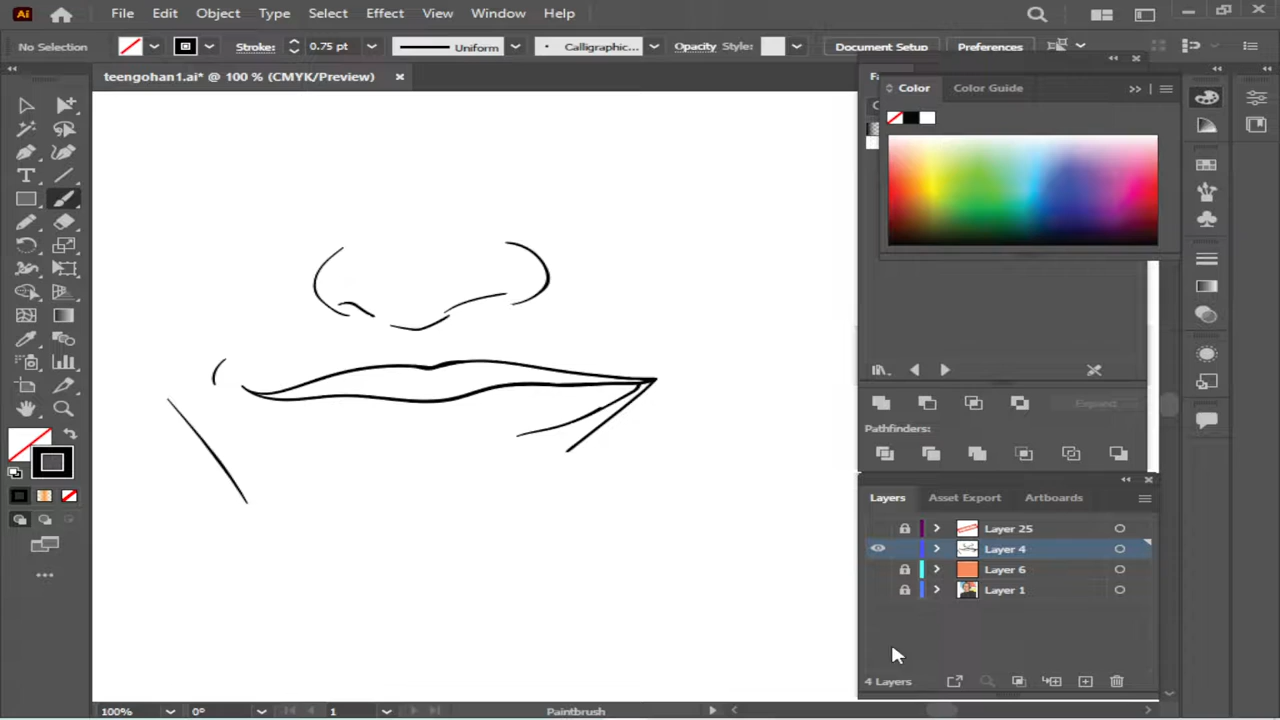 Ai File Edit Object Type Select Effect View Window Help
No Selection Stroke: 0.75 pt Uniform Calligraphic... Opacity Style: Document Setup Preferences
teengohan1.ai* @ 100 % (CMYK/Preview)
Color Color Guide
Expand
Pathfinders:
Layers Asset Export Artboards
Layer 25
Layer 4
Layer 6
Layer 1
4 Layers
100% 0° 1 Paintbrush